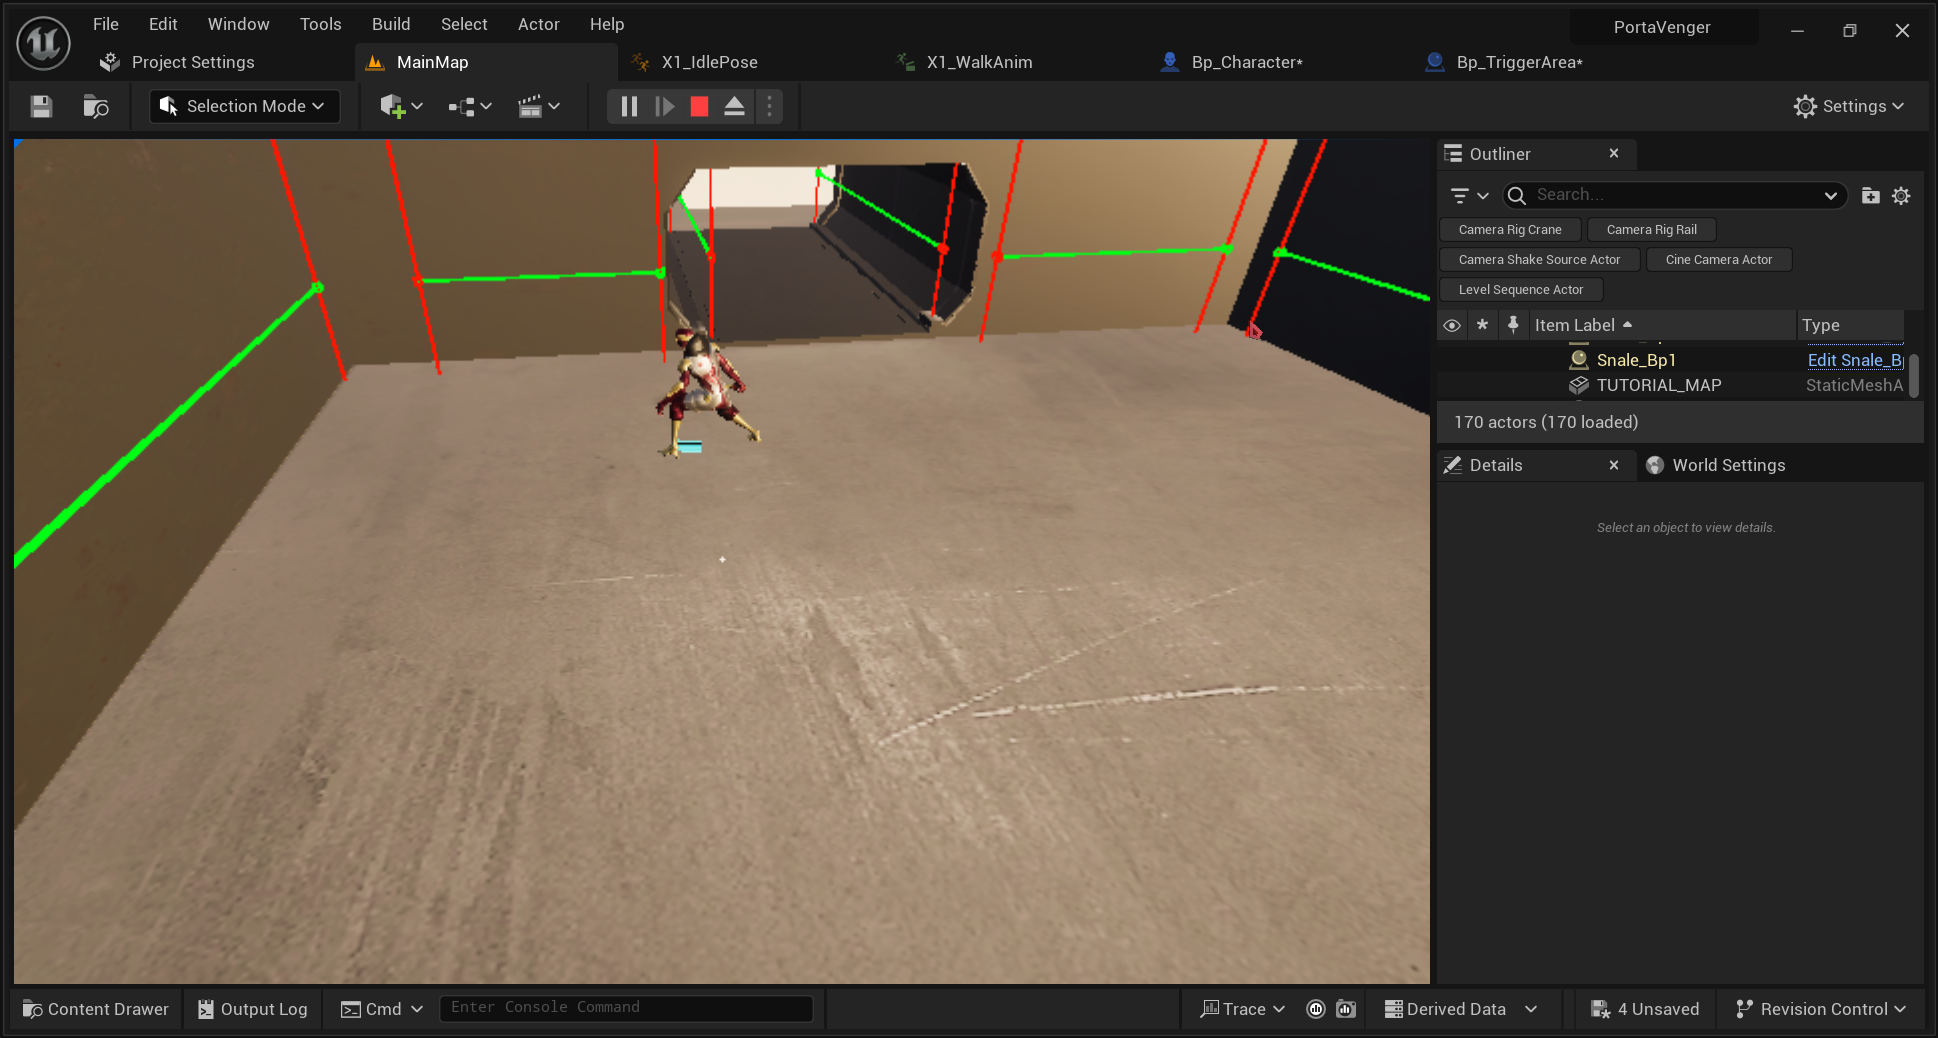 File Edit Window Tools Build Select Actor Help
PortaVenger
Project Settings
MainMap
X1_IdlePose
X1_WalkAnim
Bp_Character*
Bp_TriggerArea*
Selection Mode
Settings
Outliner
Search...
Camera Rig Crane
Camera Rig Rail
Camera Shake Source Actor
Cine Camera Actor
Level Sequence Actor
Item Label
Type
Snale_Bp1
Edit Snale_B
TUTORIAL_MAP
StaticMeshA
170 actors (170 loaded)
Details
World Settings
Select an object to view details.
Content Drawer
Output Log
Cmd
Enter Console Command
Trace
Derived Data
4 Unsaved
Revision Control